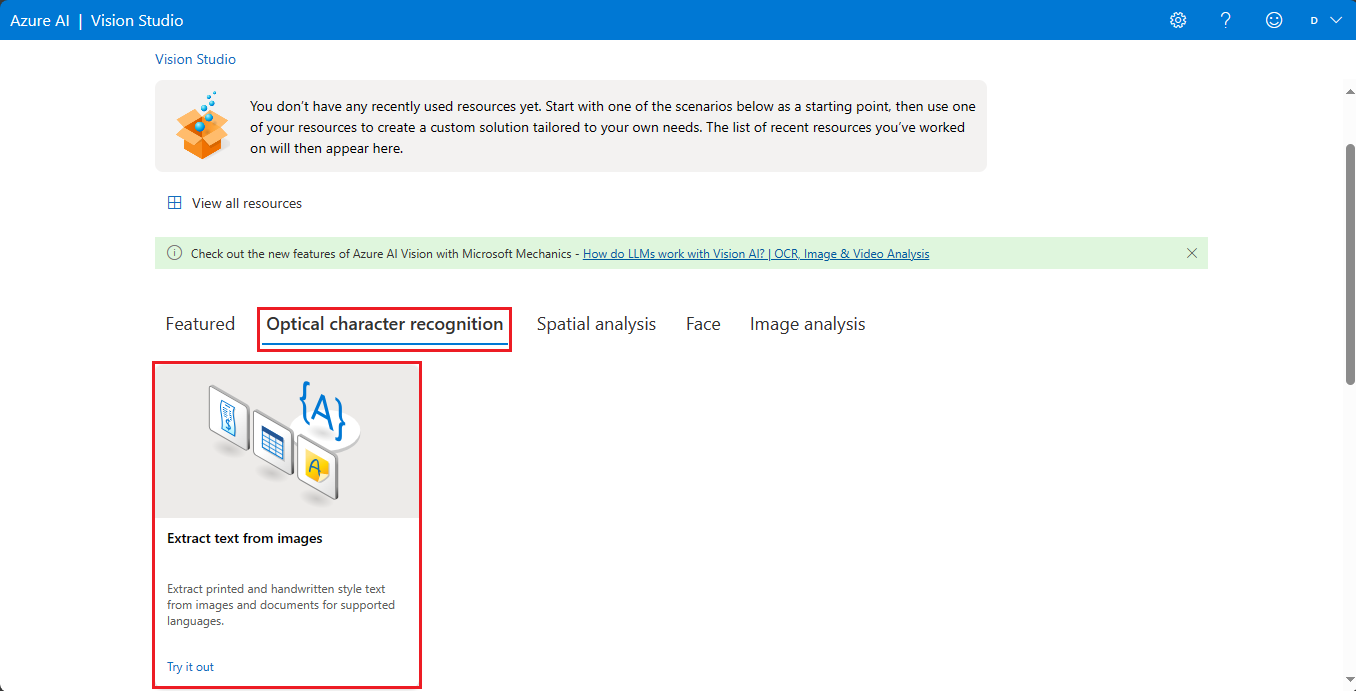 Azure AI | Vision Studio
D
Vision Studio
You don't have any recently used resources yet. Start with one of the scenarios below as a starting point, then use one
of your resources to create a custom solution tailored to your own needs. The list of recent resources you've worked
on will then appear here.
View all resources
Check out the new features of Azure AI Vision with Microsoft Mechanics - How do LLMs work with Vision AI? | OCR, Image & Video Analysis
Featured Optical character recognition Spatial analysis Face Image analysis
{A}
$
A
Extract text from images
Extract printed and handwritten style text
from images and documents for supported
languages.
Try it out